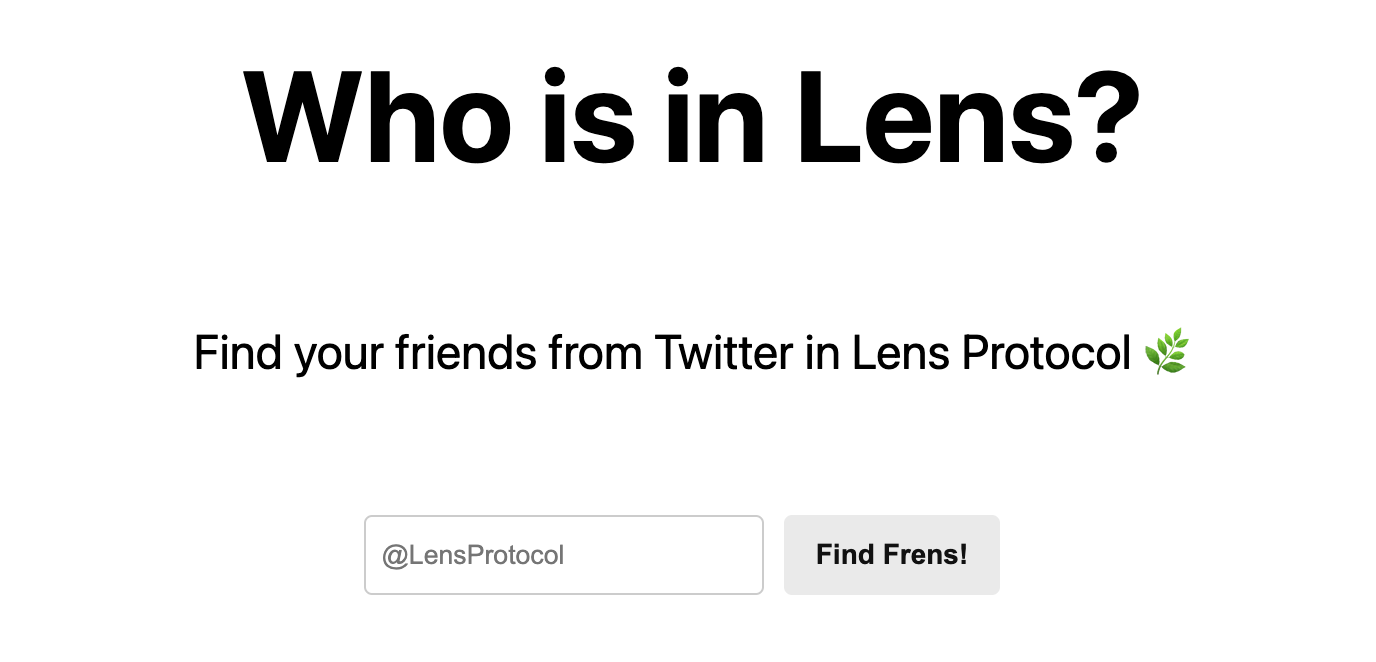 Who is in Lens?
Find your friends from Twitter in Lens Protocol 🌿
@LensProtocol
Find Frens!